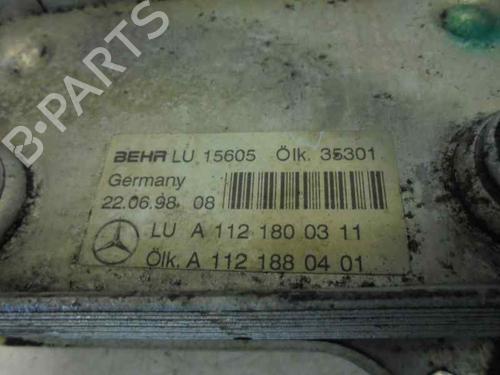 BEHR LU 15605 Ölk. 35301
Germany
22.06.98 08
LU A 112 180 03 11
Ölk. A 112 188 04 01
B-PARTS